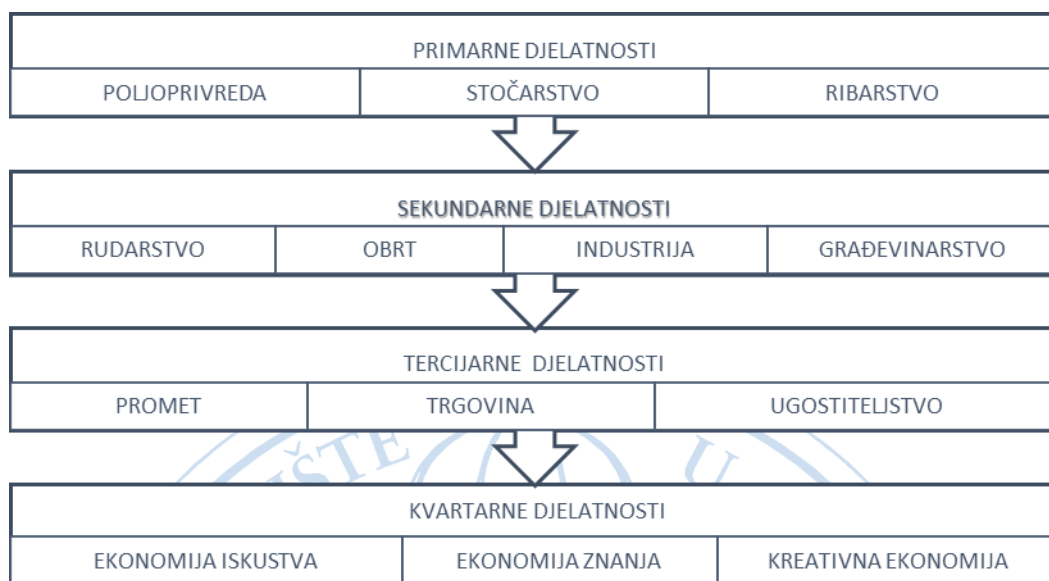 PRIMARNE DJELATNOSTI
POLJOPRIVREDA STOČARSTVO RIBARSTVO
SEKUNDARNE DJELATNOSTI
RUDARSTVO OBRT INDUSTRIJA GRAĐEVINARSTVO
TERCIJARNE DJELATNOSTI
PROMET TRGOVINA UGOSTITELJSTVO
IŠTE U
KVARTARNE DJELATNOSTI
EKONOMIJA ISKUSTVA EKONOMIJA ZNANJA KREATIVNA EKONOMIJA